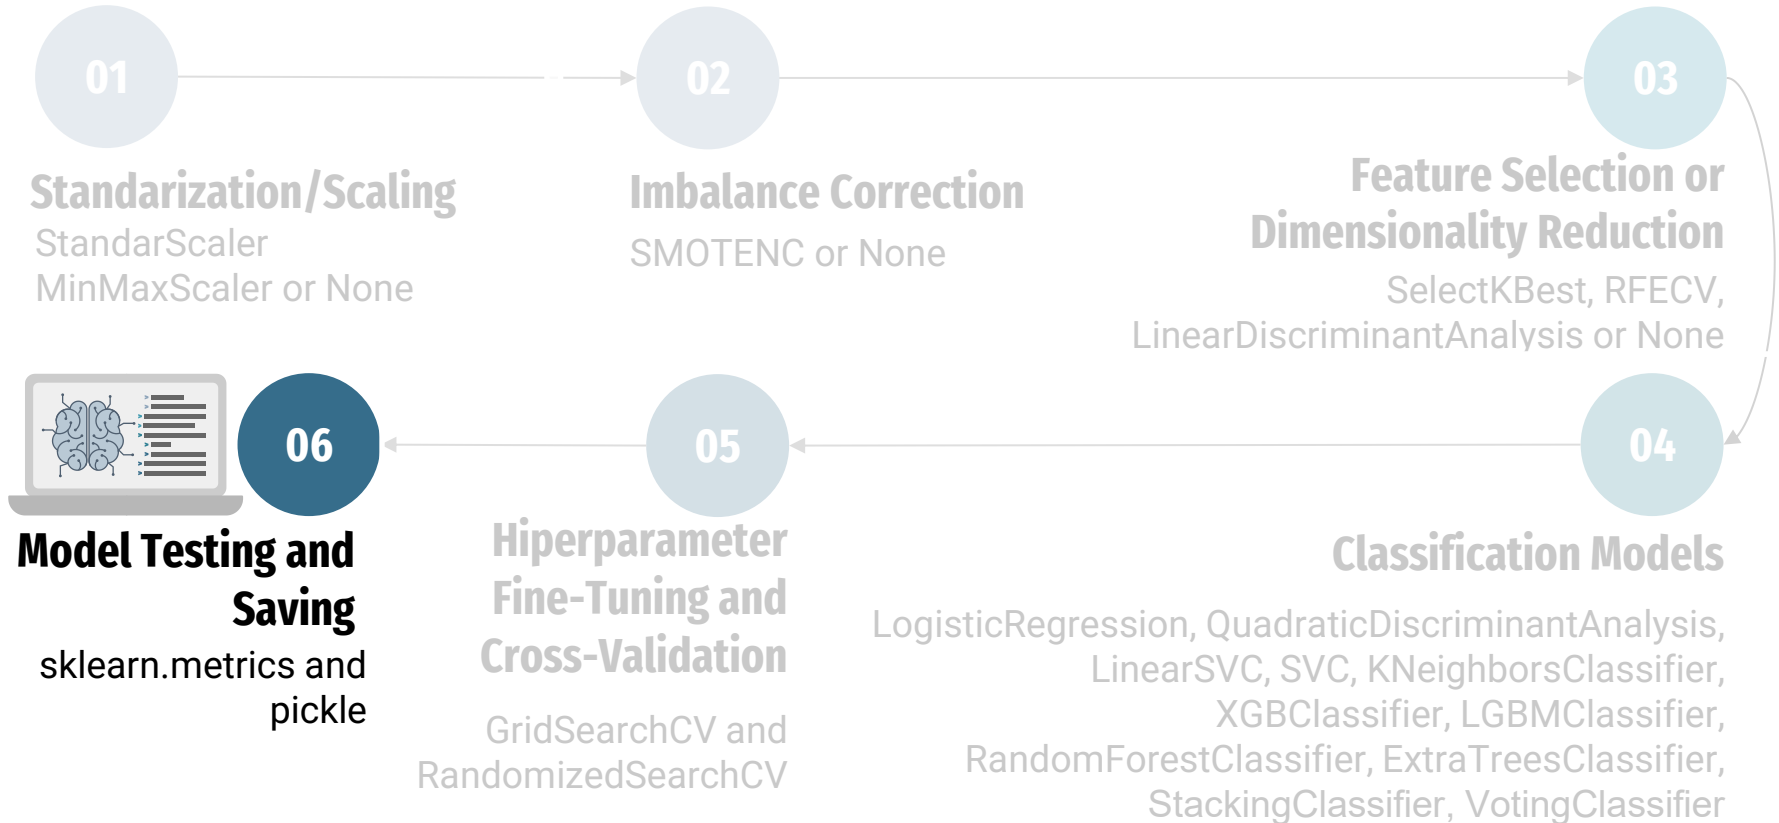 01
02
03
Standarization/Scaling
StandarScaler
MinMaxScaler or None
Imbalance Correction
SMOTENC or None
Feature Selection or
Dimensionality Reduction
SelectKBest, RFECV,
LinearDiscriminantAnalysis or None
06
05
04
Model Testing and
Saving
sklearn.metrics and
pickle
Hiperparameter
Fine-Tuning and
Cross-Validation
GridSearchCV and
RandomizedSearchCV
Classification Models
LogisticRegression, QuadraticDiscriminantAnalysis,
LinearSVC, SVC, KNeighborsClassifier,
XGBClassifier, LGBMClassifier,
RandomForestClassifier, ExtraTreesClassifier,
StackingClassifier, VotingClassifier